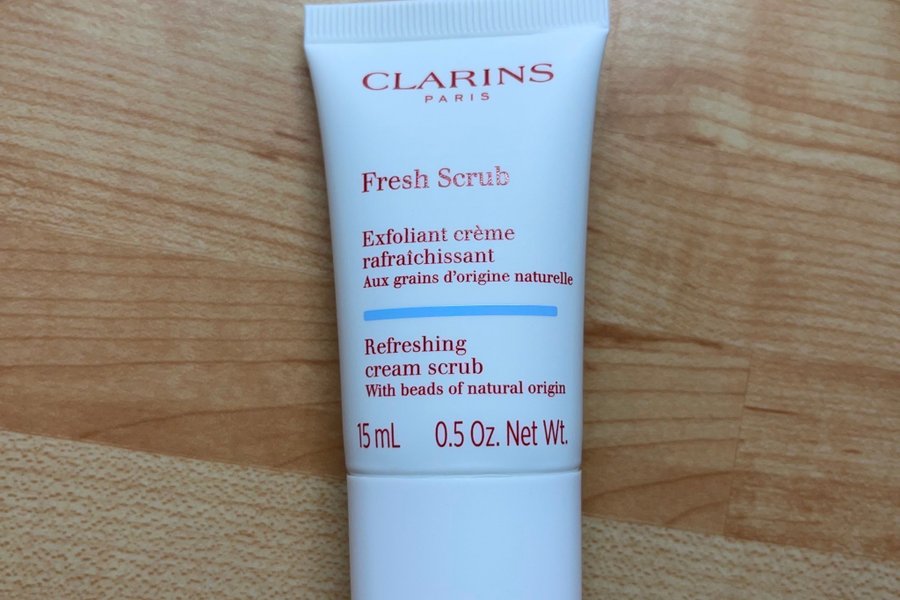 CLARINS
PARIS
Fresh Scrub
Exfoliant crème
rafraîchissant
Aux grains d'origine naturelle
Refreshing
cream scrub
With beads of natural origin
15 mL 0.5 Oz. Net Wt.